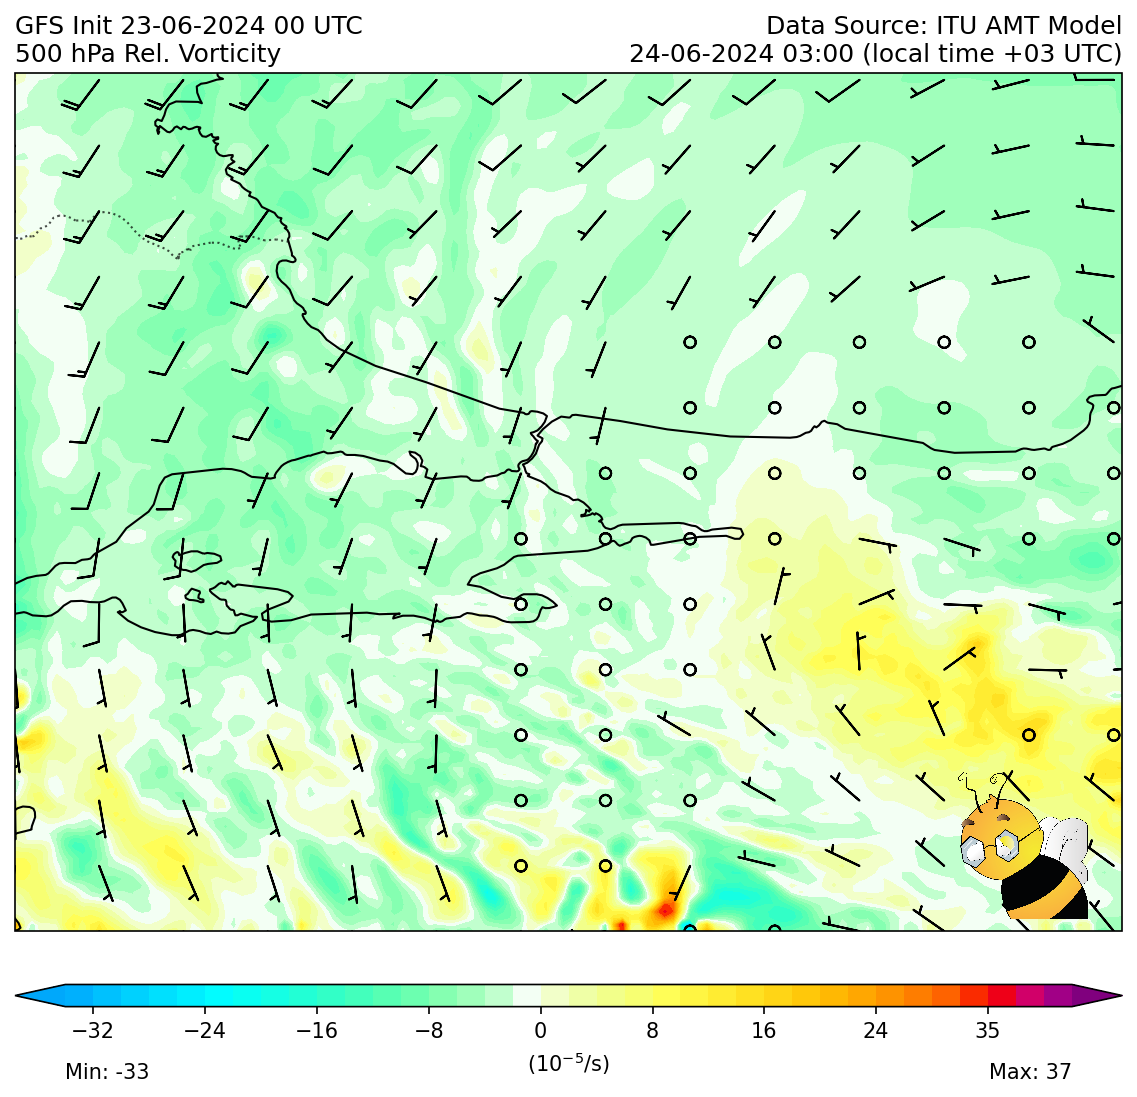 GFS Init 23-06-2024 00 UTC
Data Source: ITU AMT Model
500 hPa Rel. Vorticity
24-06-2024 03:00 (local time +03 UTC)
−32 −24 −16 −8 0 8 16 24 35
(10⁻⁵/s)
Min: -33
Max: 37